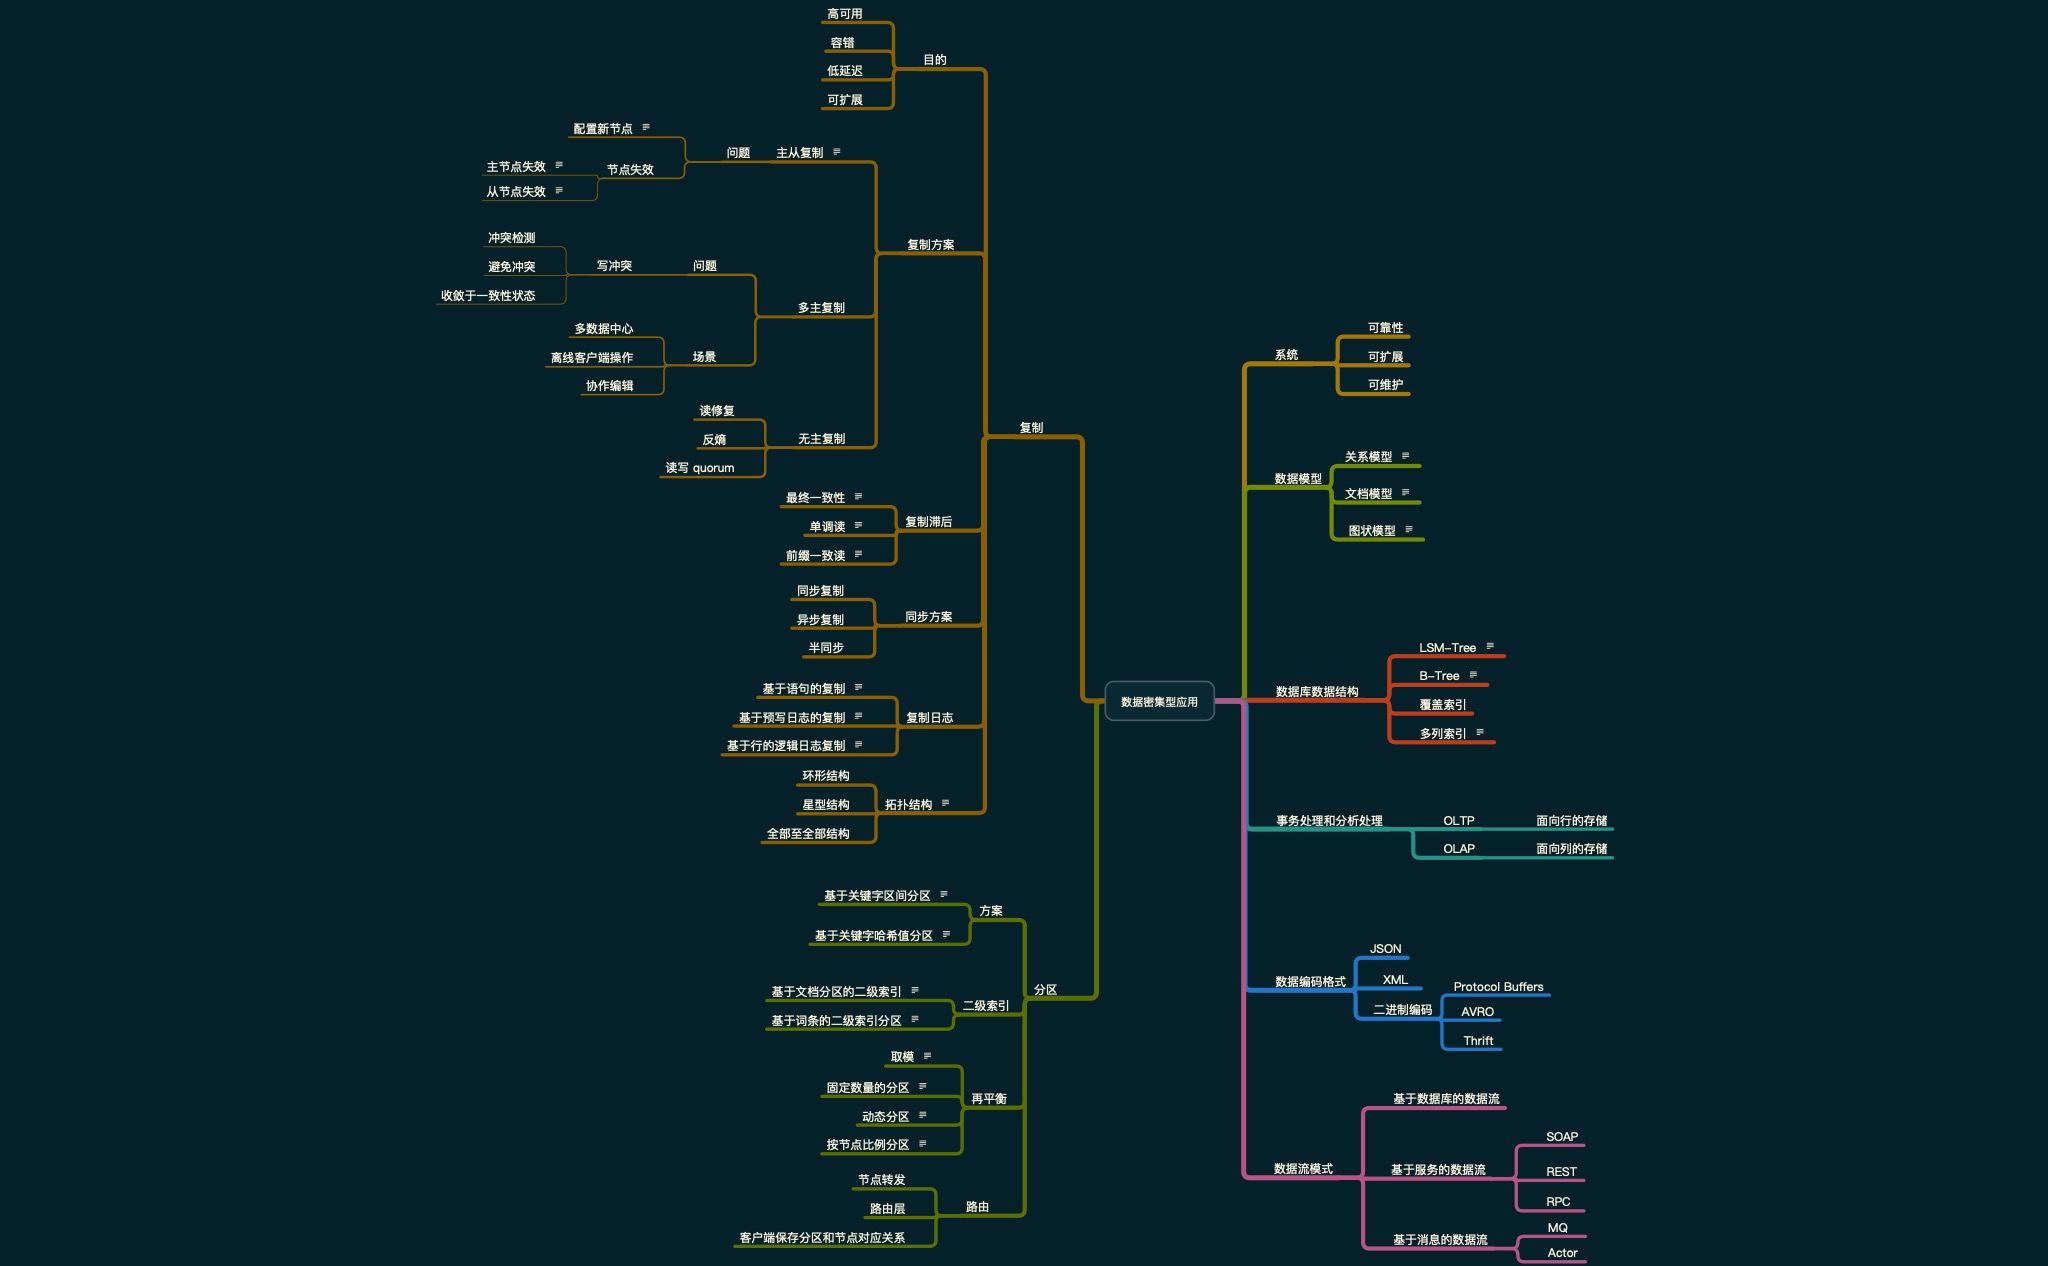 数据密集型应用
复制
目的
高可用
容错
低延迟
可扩展
复制方案
主从复制
问题
配置新节点
节点失效
主节点失效
从节点失效
多主复制
问题
写冲突
冲突检测
避免冲突
收敛于一致性状态
场景
多数据中心
离线客户端操作
协作编辑
无主复制
读修复
反熵
读写 quorum
复制滞后
最终一致性
单调读
前缀一致读
同步方案
同步复制
异步复制
半同步
复制日志
基于语句的复制
基于预写日志的复制
基于行的逻辑日志复制
拓扑结构
环形结构
星型结构
全部至全部结构
分区
方案
基于关键字区间分区
基于关键字哈希值分区
二级索引
基于文档分区的二级索引
基于词条的二级索引分区
再平衡
取模
固定数量的分区
动态分区
按节点比例分区
路由
节点转发
路由层
客户端保存分区和节点对应关系
系统
可靠性
可扩展
可维护
数据模型
关系模型
文档模型
图状模型
数据库数据结构
LSM-Tree
B-Tree
覆盖索引
多列索引
事务处理和分析处理
OLTP
面向行的存储
OLAP
面向列的存储
数据编码格式
JSON
XML
二进制编码
Protocol Buffers
AVRO
Thrift
数据流模式
基于数据库的数据流
基于服务的数据流
SOAP
REST
RPC
基于消息的数据流
MQ
Actor